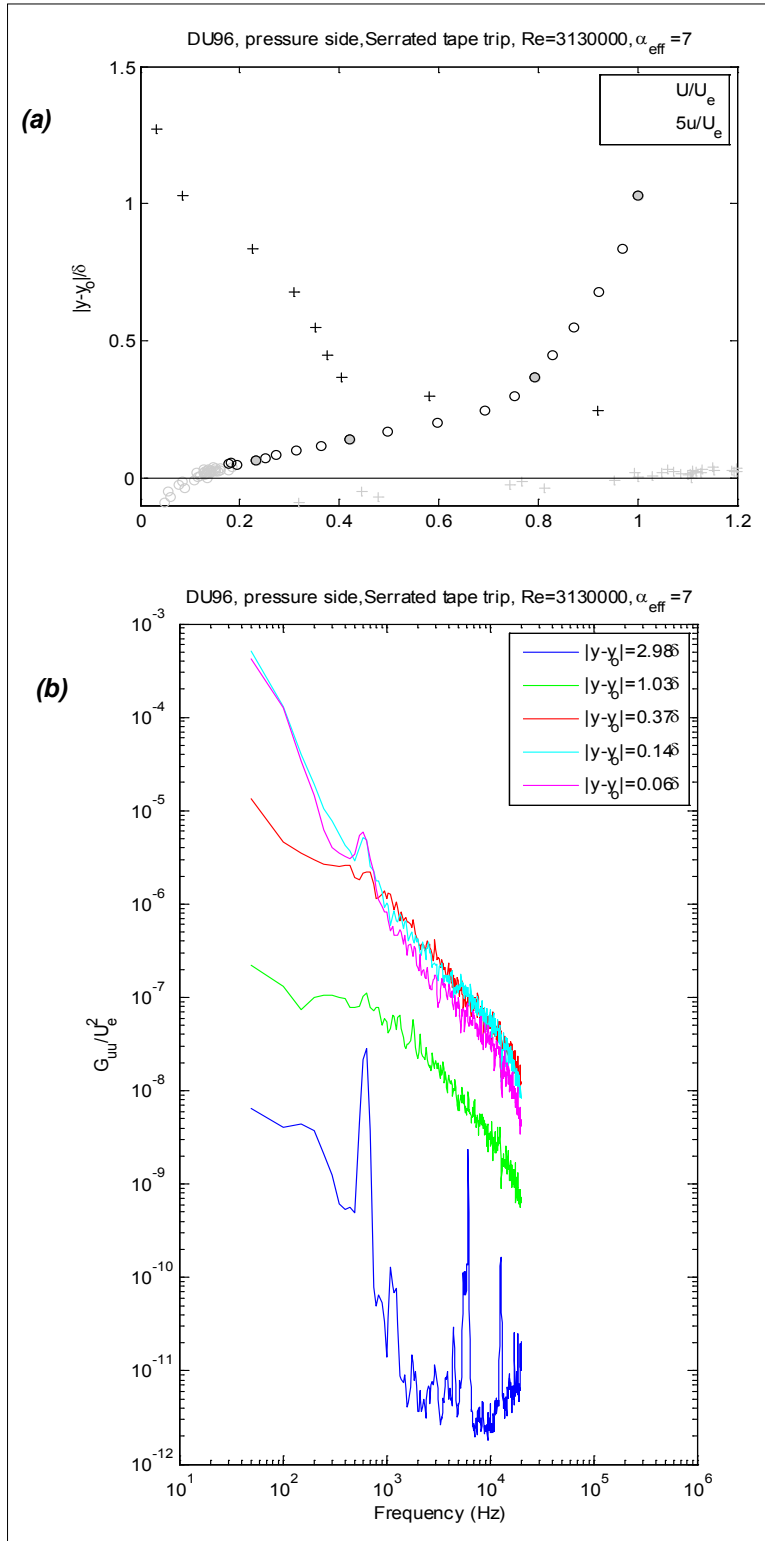 DU96, pressure side,Serrated tape trip, Re=3130000,α_eff =7
(a)
1.5
1
0.5
0
|y-y_o|/δ
U/U_e
5u/U_e
0 0.2 0.4 0.6 0.8 1 1.2
DU96, pressure side,Serrated tape trip, Re=3130000,α_eff =7
(b)
10^-3
10^-4
10^-5
10^-6
10^-7
10^-8
10^-9
10^-10
10^-11
10^-12
G_uu/U_e^2
|y-y_o|=2.98δ
|y-y_o|=1.03δ
|y-y_o|=0.37δ
|y-y_o|=0.14δ
|y-y_o|=0.06δ
10^1 10^2 10^3 10^4 10^5 10^6
Frequency (Hz)